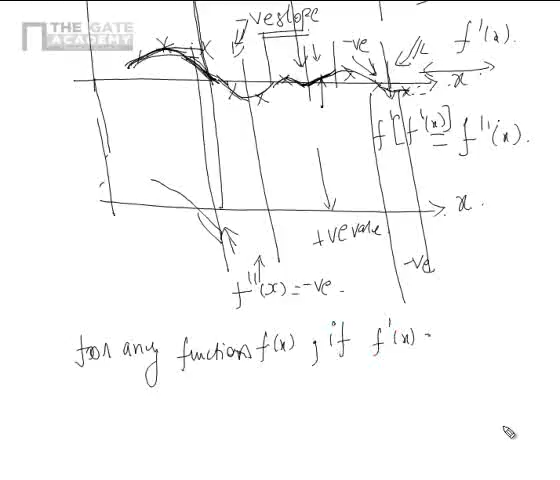 THE GATE
ACADEMY
-ve slope
-ve
f'(x).
x
f'[f'(x)] = f''(x).
x.
+ve value
-ve
f''(x) = -ve.
for any function f(x) , if f'(x) -